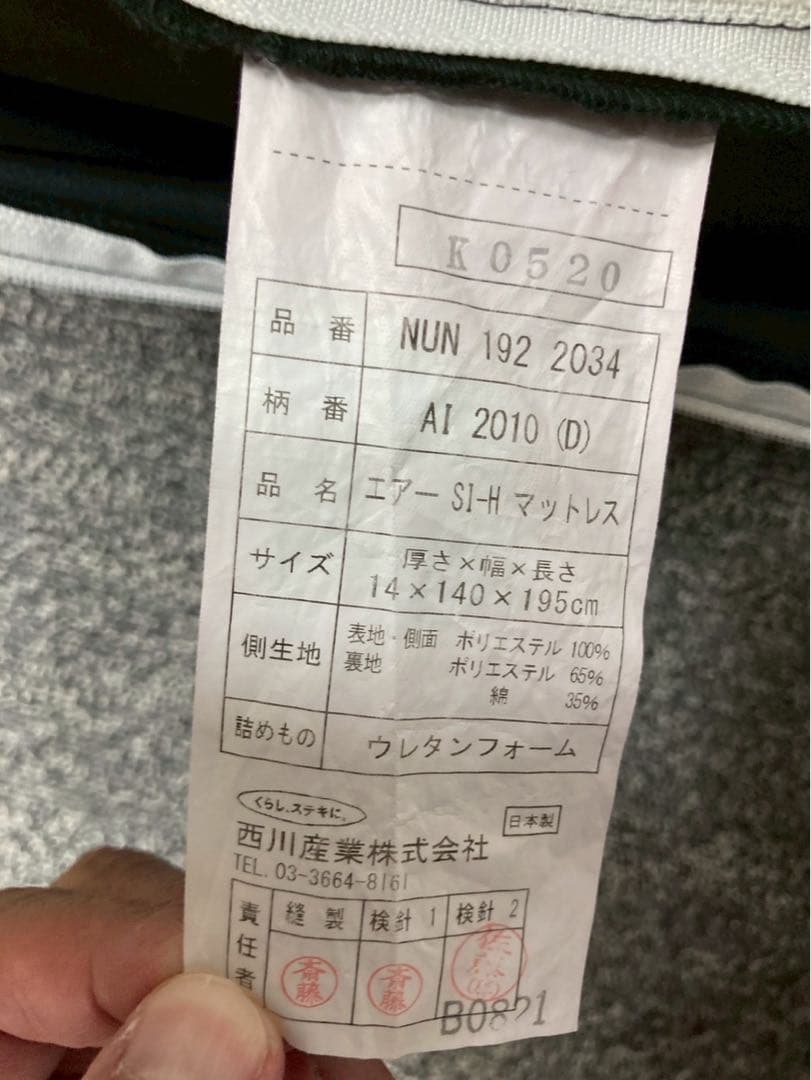 K0520
品番 NUN 192 2034
柄番 AI 2010 (D)
品名 エアー SI-H マットレス
サイズ 厚さ×幅×長さ
14×140×195cm
側生地 表地・側面 ポリエステル 100%
裏地 ポリエステル 65%
綿 35%
詰めもの ウレタンフォーム
くらし、ステキに。
日本製
西川産業株式会社
TEL. 03-3664-8161
責任者 縫製 検針1 検針2
斎藤 斎藤
B0821